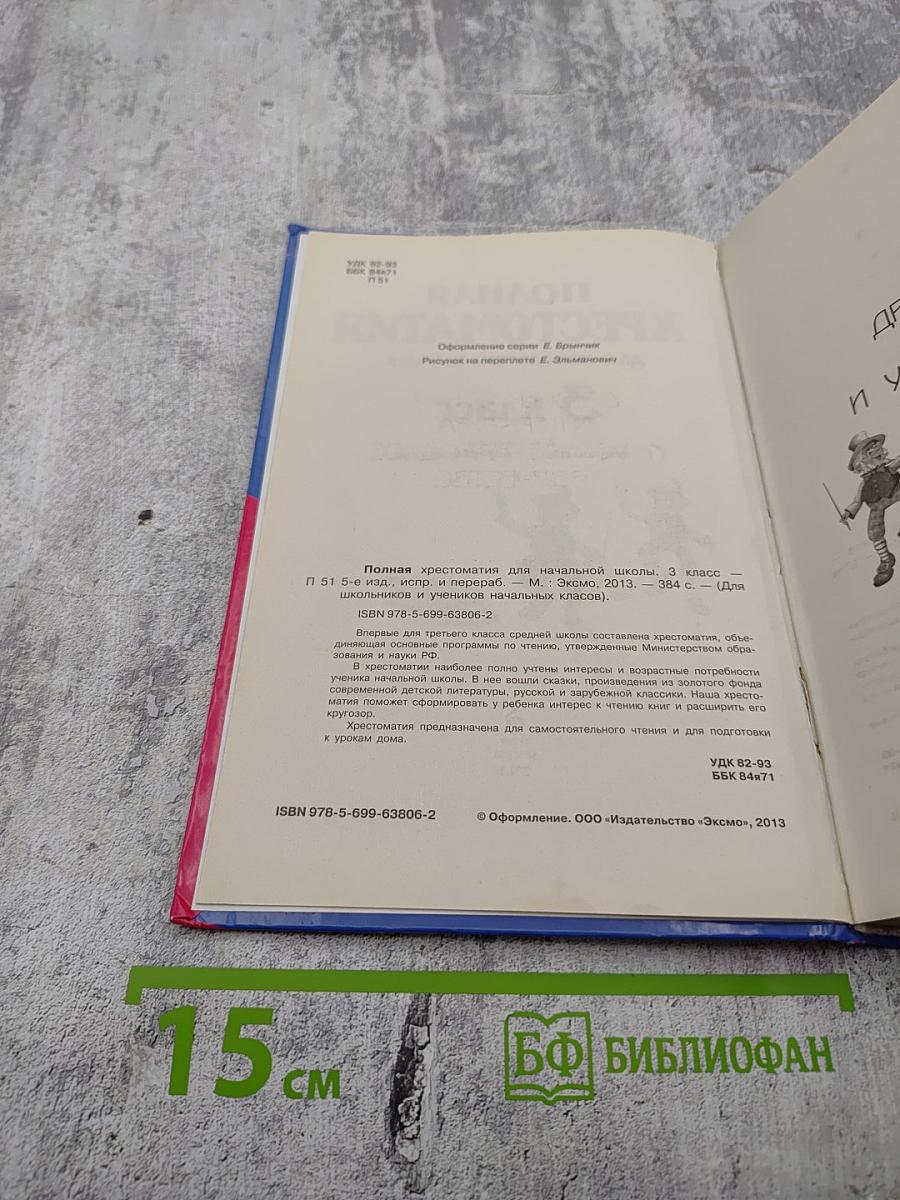 УДК 82-93
ББК 84я71
П 51
Оформление серии Е. Брынчик
Рисунок на переплете Е. Эльманович
Полная хрестоматия для начальной школы. 3 класс —
П 51 5-е изд., испр. и перераб. — М. : Эксмо, 2013. — 384 с. — (Для
школьников и учеников начальных класов).
ISBN 978-5-699-63806-2
Впервые для третьего класса средней школы составлена хрестоматия, объе-
диняющая основные программы по чтению, утвержденные Министерством обра-
зования и науки РФ.
В хрестоматии наиболее полно учтены интересы и возрастные потребности
ученика начальной школы. В нее вошли сказки, произведения из золотого фонда
современной детской литературы, русской и зарубежной классики. Наша хресто-
матия поможет сформировать у ребенка интерес к чтению книг и расширить его
кругозор.
Хрестоматия предназначена для самостоятельного чтения и для подготовки
к урокам дома.
УДК 82-93
ББК 84я71
ISBN 978-5-699-63806-2
© Оформление. ООО «Издательство «Эксмо», 2013
И
15 см
БФ БИБЛИОФАН